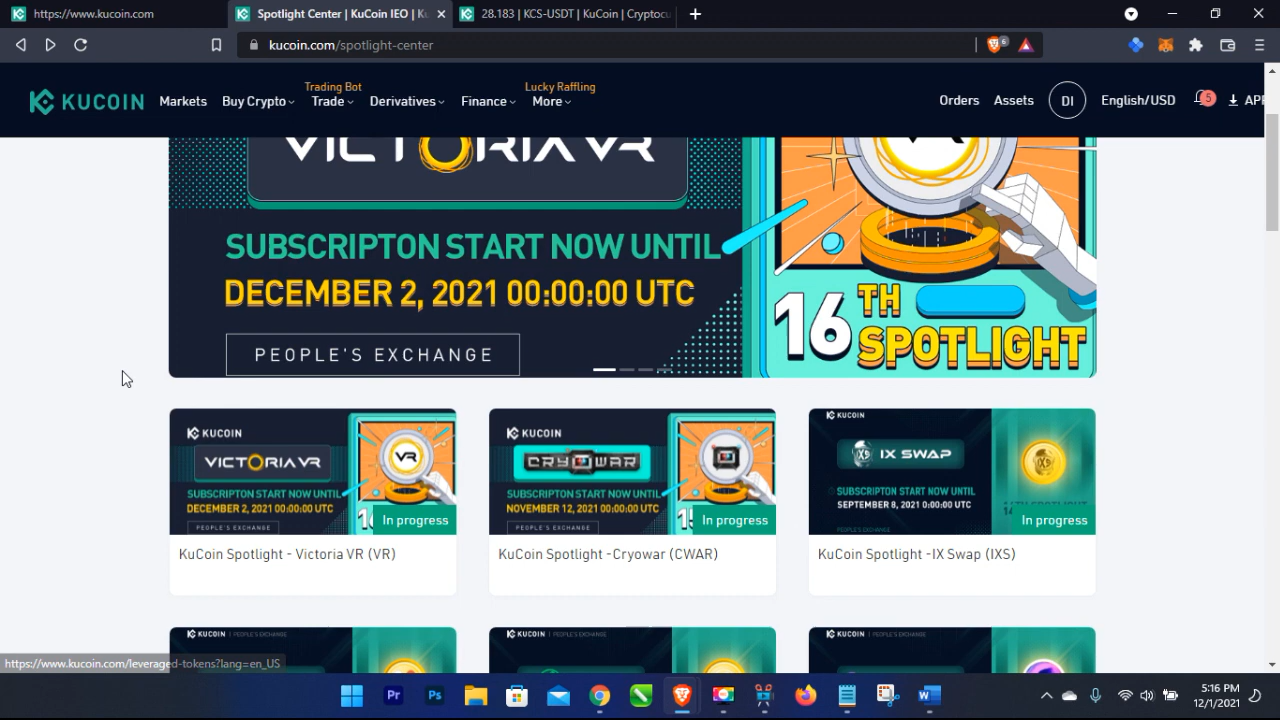 https://www.kucoin.com
Spotlight Center | KuCoin IEO | Ku
28.183 | KCS-USDT | KuCoin | Cryptocu
kucoin.com/spotlight-center
6
Trading Bot
Lucky Raffling
KUCOIN
Markets
Buy Crypto
Trade
Derivatives
Finance
More
Orders
Assets
DI
English/USD
5
APP
VICTORIA VR
SUBSCRIPTON START NOW UNTIL
DECEMBER 2, 2021 00:00:00 UTC
PEOPLE'S EXCHANGE
16TH
SPOTLIGHT
KUCOIN
VICTORIA VR
VR
SUBSCRIPTON START NOW UNTIL
DECEMBER 2, 2021 00:00:00 UTC
PEOPLE'S EXCHANGE
In progress
KuCoin Spotlight - Victoria VR (VR)
KUCOIN
CRYOWAR
SUBSCRIPTON START NOW UNTIL
NOVEMBER 12, 2021 00:00:00 UTC
PEOPLE'S EXCHANGE
In progress
KuCoin Spotlight -Cryowar (CWAR)
KUCOIN
IX SWAP
IXS
SUBSCRIPTON START NOW UNTIL
SEPTEMBER 8, 2021 0:00:00 UTC
PEOPLE'S EXCHANGE
In progress
KuCoin Spotlight -IX Swap (IXS)
KUCOIN | PEOPLE'S EXCHANGE
KUCOIN | PEOPLE'S EXCHANGE
KUCOIN | PEOPLE'S EXCHANGE
https://www.kucoin.com/leveraged-tokens?lang=en_US
Pr
Ps
W
5:16 PM
12/1/2021